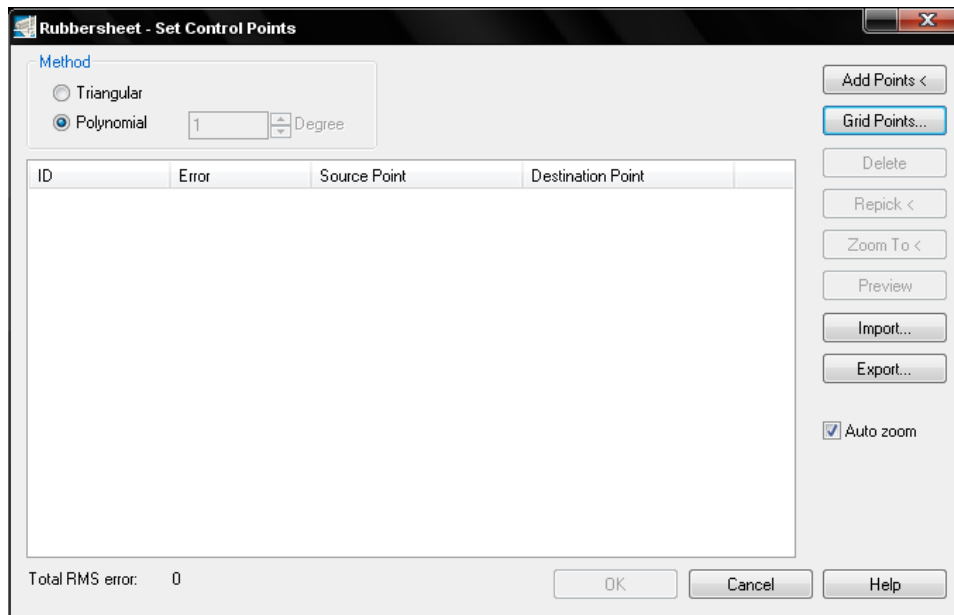 Rubbersheet - Set Control Points
Method
Triangular
Polynomial 1 Degree
Add Points <
Grid Points...
Delete
Repick <
Zoom To <
Preview
Import...
Export...
Auto zoom
ID Error Source Point Destination Point
Total RMS error: 0
OK Cancel Help